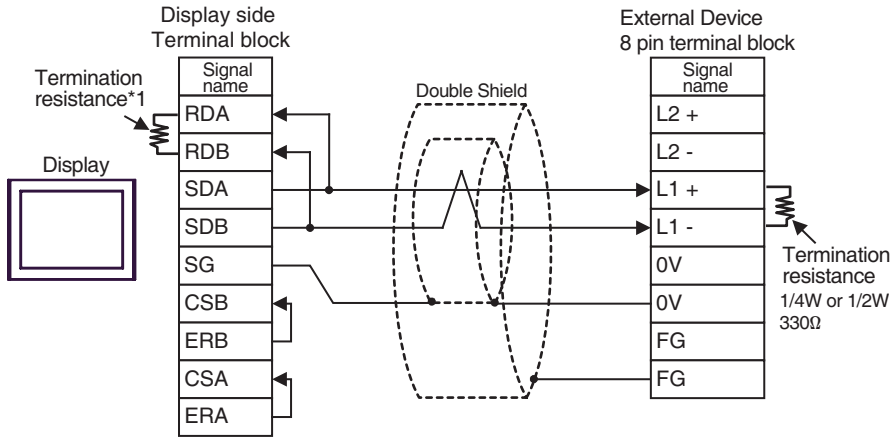 Display side
Terminal block
External Device
8 pin terminal block
Termination
resistance*1
Display
Signal
name
RDA
RDB
SDA
SDB
SG
CSB
ERB
CSA
ERA
Double Shield
Signal
name
L2 +
L2 -
L1 +
L1 -
0V
0V
FG
FG
Termination
resistance
1/4W or 1/2W
330Ω